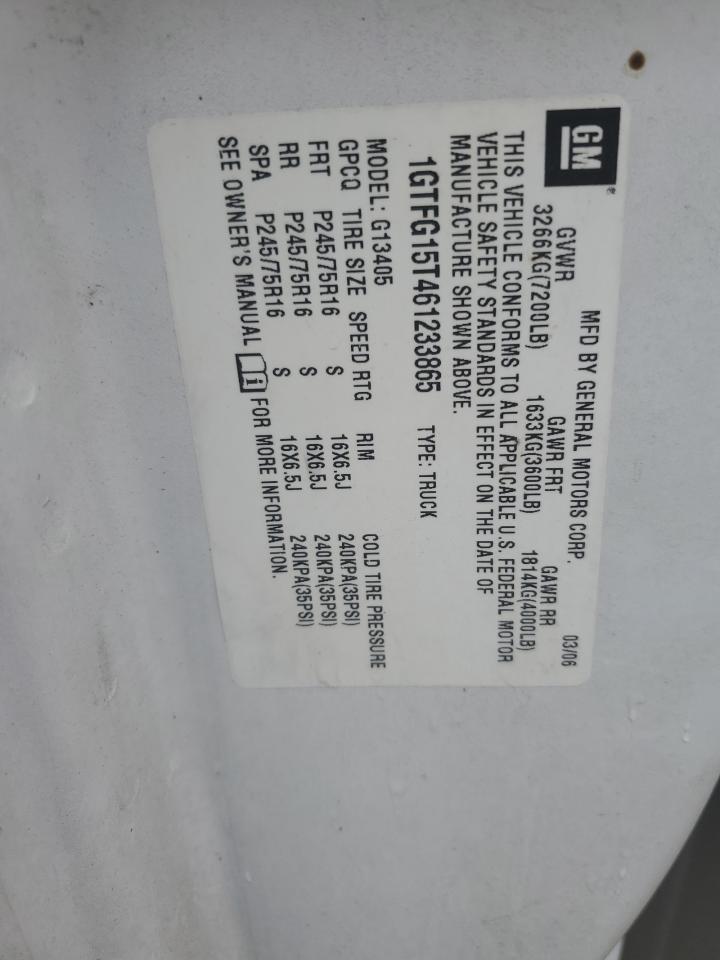 GM
MFD BY GENERAL MOTORS CORP. 03/06
GVWR GAWR FRT GAWR RR
3266KG(7200LB) 1633KG(3600LB) 1814KG(4000LB)
THIS VEHICLE CONFORMS TO ALL APPLICABLE U.S. FEDERAL MOTOR
VEHICLE SAFETY STANDARDS IN EFFECT ON THE DATE OF
MANUFACTURE SHOWN ABOVE.
1GTFG15T461233865 TYPE: TRUCK
MODEL: G13405
GPCQ TIRE SIZE SPEED RTG RIM COLD TIRE PRESSURE
FRT P245/75R16 S 16X6.5J 240KPA(35PSI)
RR P245/75R16 S 16X6.5J 240KPA(35PSI)
SPA P245/75R16 S 16X6.5J 240KPA(35PSI)
SEE OWNER'S MANUAL FOR MORE INFORMATION.